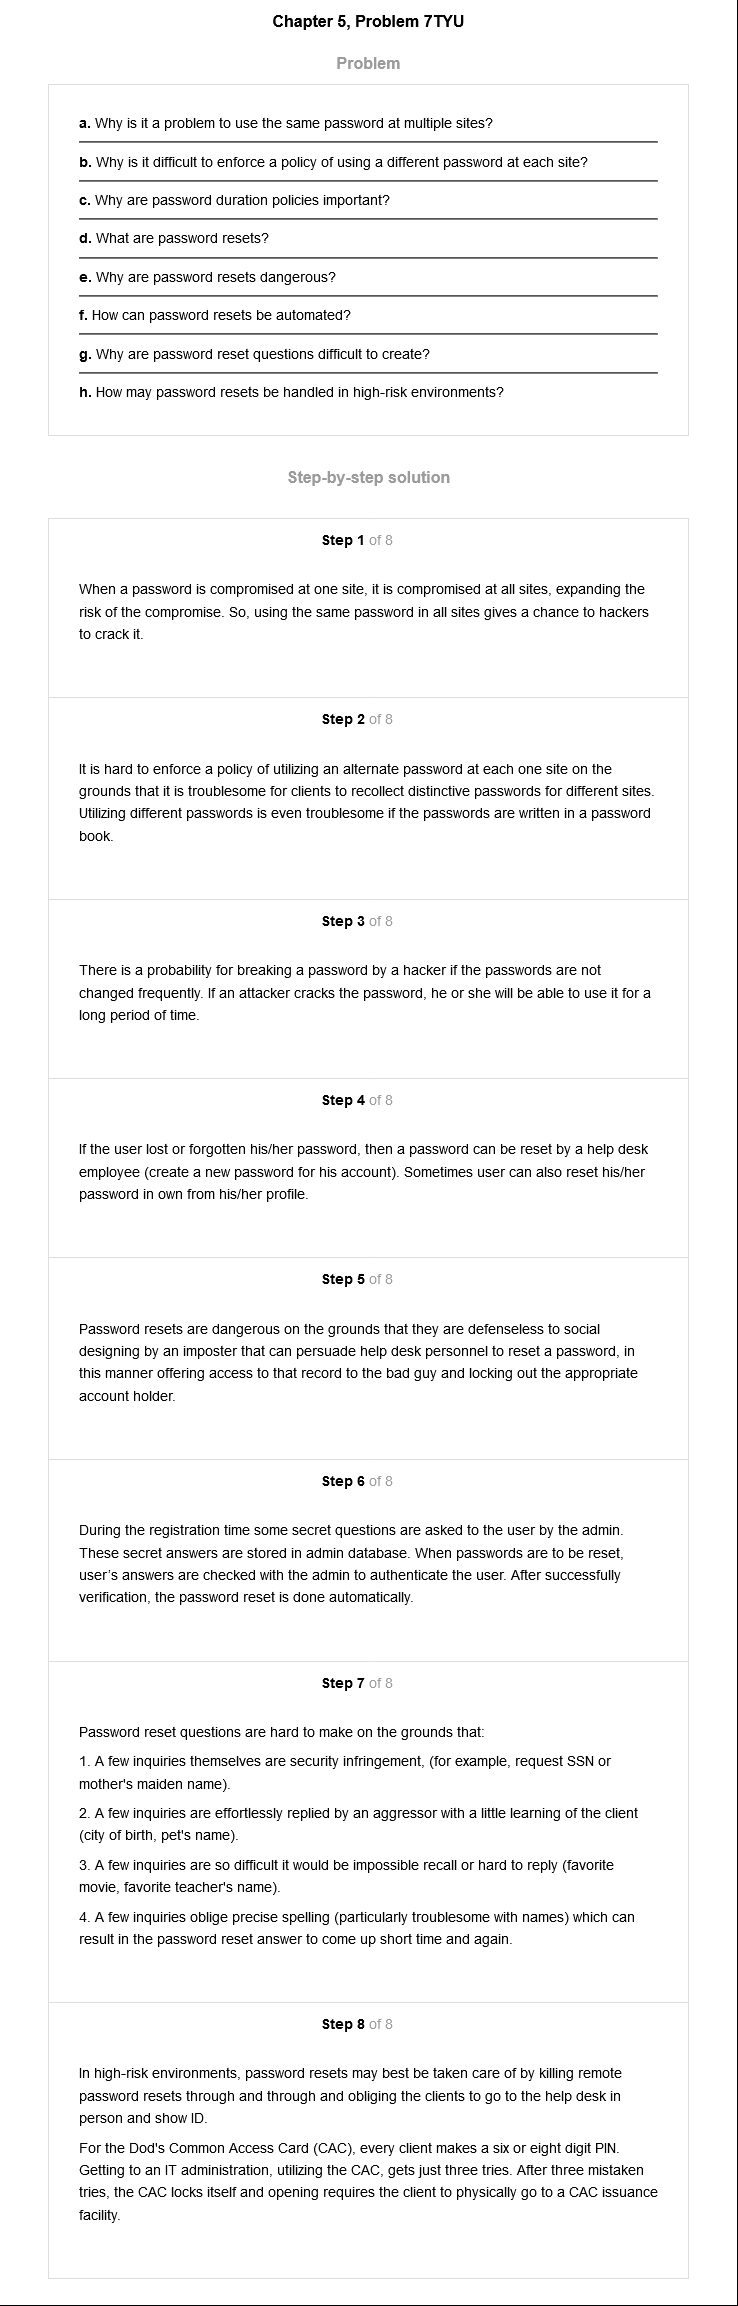 Chapter 5, Problem 7TYU
Problem
a. Why is it a problem to use the same password at multiple sites?
b. Why is it difficult to enforce a policy of using a different password at each site?
c. Why are password duration policies important?
d. What are password resets?
e. Why are password resets dangerous?
f. How can password resets be automated?
g. Why are password reset questions difficult to create?
h. How may password resets be handled in high-risk environments?
Step-by-step solution
Step 1 of 8
When a password is compromised at one site, it is compromised at all sites, expanding the
risk of the compromise. So, using the same password in all sites gives a chance to hackers
to crack it.
Step 2 of 8
It is hard to enforce a policy of utilizing an alternate password at each one site on the
grounds that it is troublesome for clients to recollect distinctive passwords for different sites.
Utilizing different passwords is even troublesome if the passwords are written in a password
book.
Step 3 of 8
There is a probability for breaking a password by a hacker if the passwords are not
changed frequently. If an attacker cracks the password, he or she will be able to use it for a
long period of time.
Step 4 of 8
If the user lost or forgotten his/her password, then a password can be reset by a help desk
employee (create a new password for his account). Sometimes user can also reset his/her
password in own from his/her profile.
Step 5 of 8
Password resets are dangerous on the grounds that they are defenseless to social
designing by an imposter that can persuade help desk personnel to reset a password, in
this manner offering access to that record to the bad guy and locking out the appropriate
account holder.
Step 6 of 8
During the registration time some secret questions are asked to the user by the admin.
These secret answers are stored in admin database. When passwords are to be reset,
user's answers are checked with the admin to authenticate the user. After successfully
verification, the password reset is done automatically.
Step 7 of 8
Password reset questions are hard to make on the grounds that:
1. A few inquiries themselves are security infringement, (for example, request SSN or
mother's maiden name).
2. A few inquiries are effortlessly replied by an aggressor with a little learning of the client
(city of birth, pet's name).
3. A few inquiries are so difficult it would be impossible recall or hard to reply (favorite
movie, favorite teacher's name).
4. A few inquiries oblige precise spelling (particularly troublesome with names) which can
result in the password reset answer to come up short time and again.
Step 8 of 8
In high-risk environments, password resets may best be taken care of by killing remote
password resets through and through and obliging the clients to go to the help desk in
person and show ID.
For the Dod's Common Access Card (CAC), every client makes a six or eight digit PIN.
Getting to an IT administration, utilizing the CAC, gets just three tries. After three mistaken
tries, the CAC locks itself and opening requires the client to physically go to a CAC issuance
facility.